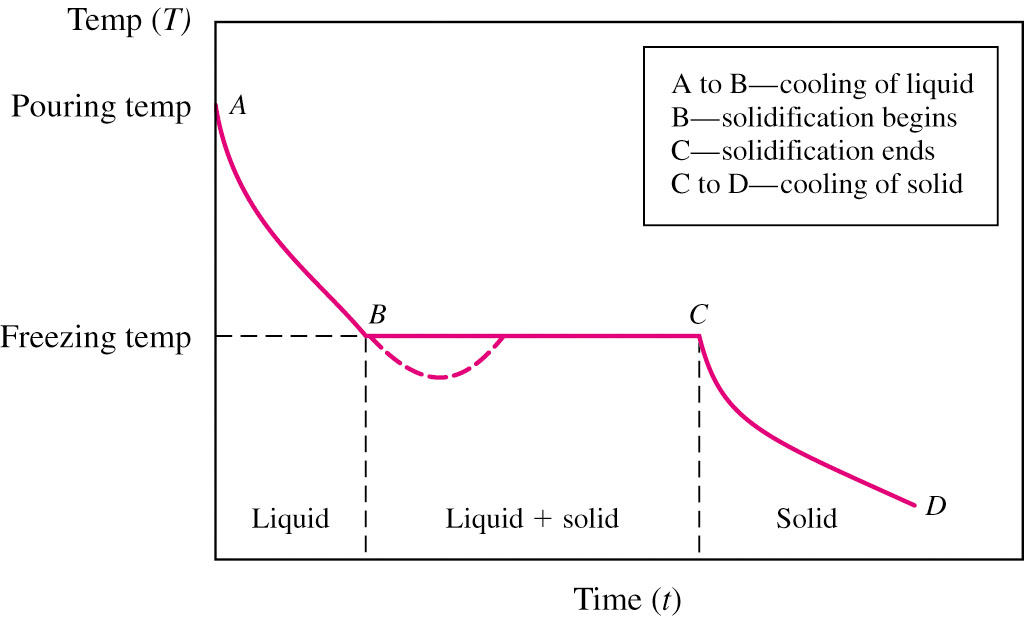 Temp (T)
Pouring temp
A
A to B—cooling of liquid
B—solidification begins
C—solidification ends
C to D—cooling of solid
B
C
Freezing temp
D
Liquid
Liquid + solid
Solid
Time (t)